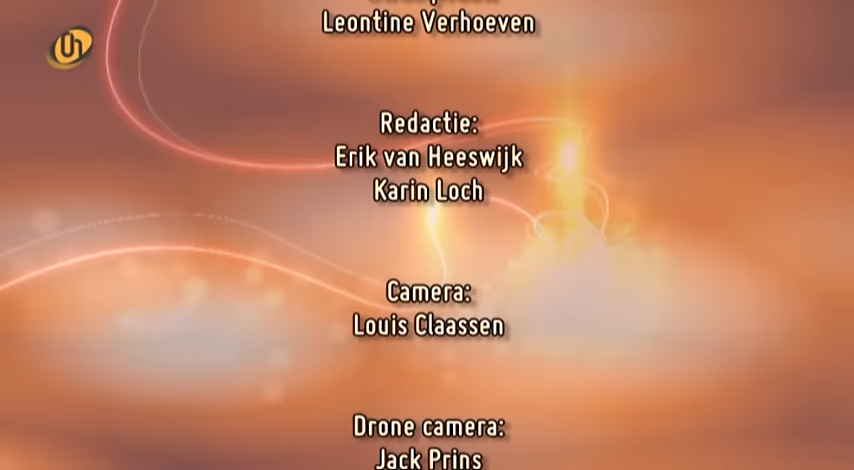 Leontine Verhoeven
Redactie:
Erik van Heeswijk
Karin Loch
Camera:
Louis Claassen
Drone camera:
Jack Prins